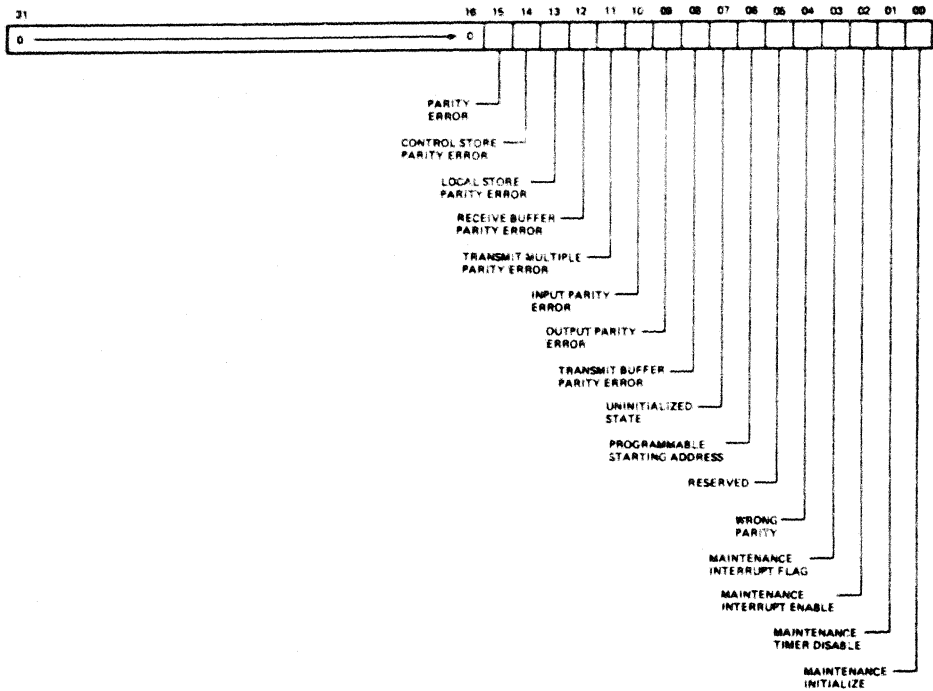 31 16 15 14 13 12 11 10 09 08 07 06 05 04 03 02 01 00
0 0
PARITY
ERROR
CONTROL STORE
PARITY ERROR
LOCAL STORE
PARITY ERROR
RECEIVE BUFFER
PARITY ERROR
TRANSMIT MULTIPLE
PARITY ERROR
INPUT PARITY
ERROR
OUTPUT PARITY
ERROR
TRANSMIT BUFFER
PARITY ERROR
UNINITIALIZED
STATE
PROGRAMMABLE
STARTING ADDRESS
RESERVED
WRONG
PARITY
MAINTENANCE
INTERRUPT FLAG
MAINTENANCE
INTERRUPT ENABLE
MAINTENANCE
TIMER DISABLE
MAINTENANCE
INITIALIZE